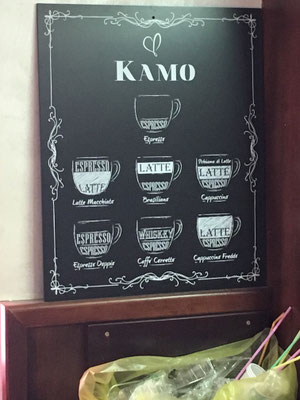 KAMO
ESPRESSO
Espresso
ESPRESSO
LATTE
Latte Macchiato
LATTE
ESPRESSO
Brasiliano
Schiuma di Latte
LATTE
ESPRESSO
Cappuccino
ESPRESSO
ESPRESSO
Espresso Doppio
WHISKEY
ESPRESSO
Caffe' Corretto
LATTE
ESPRESSO
Cappuccino Freddo